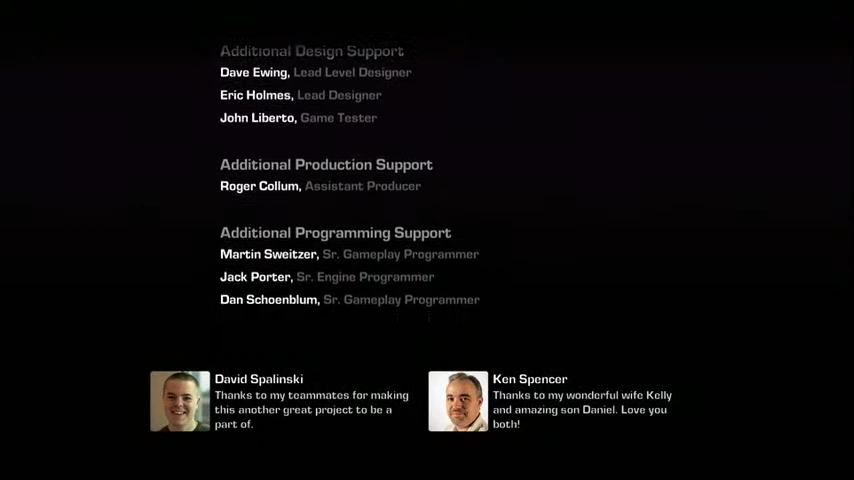 Additional Design Support
Dave Ewing, Lead Level Designer
Eric Holmes, Lead Designer
John Liberto, Game Tester
Additional Production Support
Roger Collum, Assistant Producer
Additional Programming Support
Martin Sweitzer, Sr. Gameplay Programmer
Jack Porter, Sr. Engine Programmer
Dan Schoenblum, Sr. Gameplay Programmer
David Spalinski
Thanks to my teammates for making
this another great project to be a
part of.
Ken Spencer
Thanks to my wonderful wife Kelly
and amazing son Daniel. Love you
both!